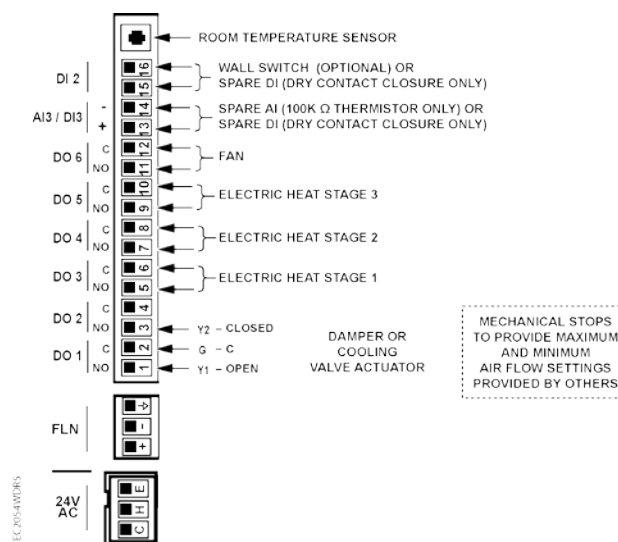 ROOM TEMPERATURE SENSOR
DI 2
16
15
WALL SWITCH (OPTIONAL) OR
SPARE DI (DRY CONTACT CLOSURE ONLY)
AI3 / DI3
-
+
14
13
SPARE AI (100K Ω THERMISTOR ONLY) OR
SPARE DI (DRY CONTACT CLOSURE ONLY)
DO 6
C
NO
12
11
FAN
DO 5
C
NO
10
9
ELECTRIC HEAT STAGE 3
DO 4
C
NO
8
7
ELECTRIC HEAT STAGE 2
DO 3
C
NO
6
5
ELECTRIC HEAT STAGE 1
DO 2
C
NO
4
3
Y2 – CLOSED
DO 1
C
NO
2
1
G – C
Y1 – OPEN
DAMPER OR
COOLING
VALVE ACTUATOR
MECHANICAL STOPS
TO PROVIDE MAXIMUM
AND MINIMUM
AIR FLOW SETTINGS
PROVIDED BY OTHERS
FLN
-
+
24V
AC
E
H
C
EC2054WDR5